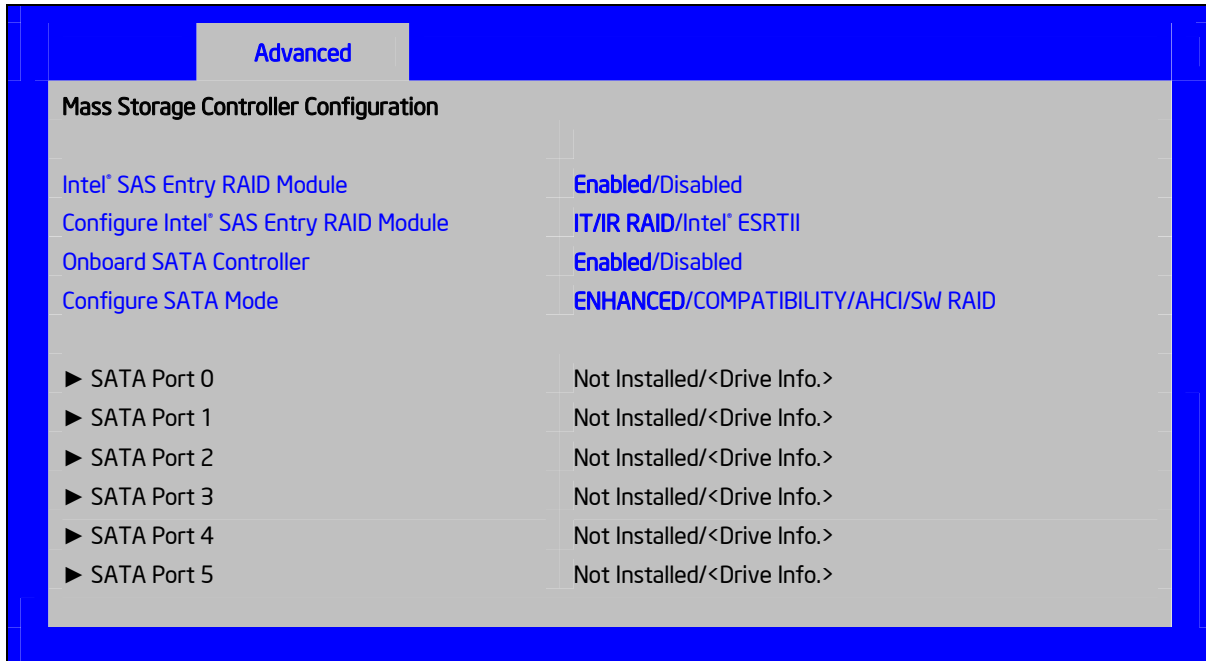 Advanced
Mass Storage Controller Configuration
Intel® SAS Entry RAID Module Enabled/Disabled
Configure Intel® SAS Entry RAID Module IT/IR RAID/Intel® ESRTII
Onboard SATA Controller Enabled/Disabled
Configure SATA Mode ENHANCED/COMPATIBILITY/AHCI/SW RAID
► SATA Port 0 Not Installed/<Drive Info.>
► SATA Port 1 Not Installed/<Drive Info.>
► SATA Port 2 Not Installed/<Drive Info.>
► SATA Port 3 Not Installed/<Drive Info.>
► SATA Port 4 Not Installed/<Drive Info.>
► SATA Port 5 Not Installed/<Drive Info.>